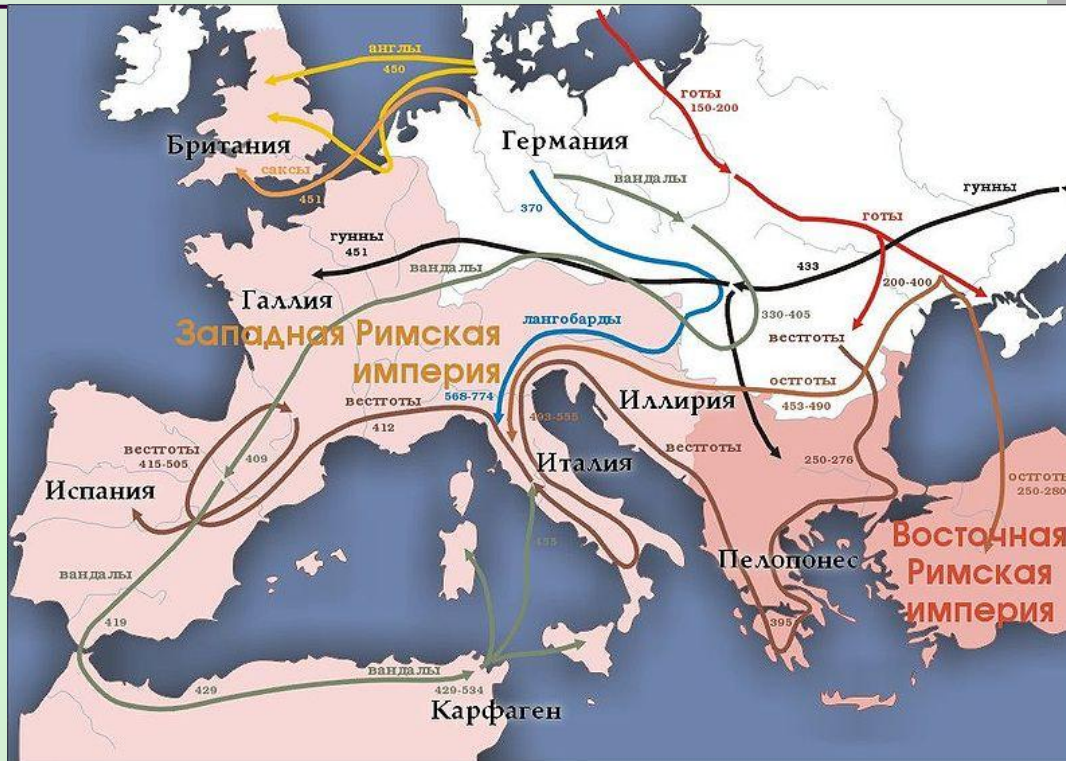 англы
450
готы
150-200
Британия
Германия
саксы
451
вандалы
370
гунны
готы
гунны
451
вандалы
433
200-400
Галлия
330-405
Западная Римская
империя
лангобарды
вестготы
568-774
остготы
453-490
вестготы
412
493-555
Иллирия
вестготы
415-505
409
вестготы
250-276
Италия
Испания
остготы
250-280
455
Восточная
Римская
империя
Пелопонес
вандалы
419
395
вандалы
429
429-534
Карфаген